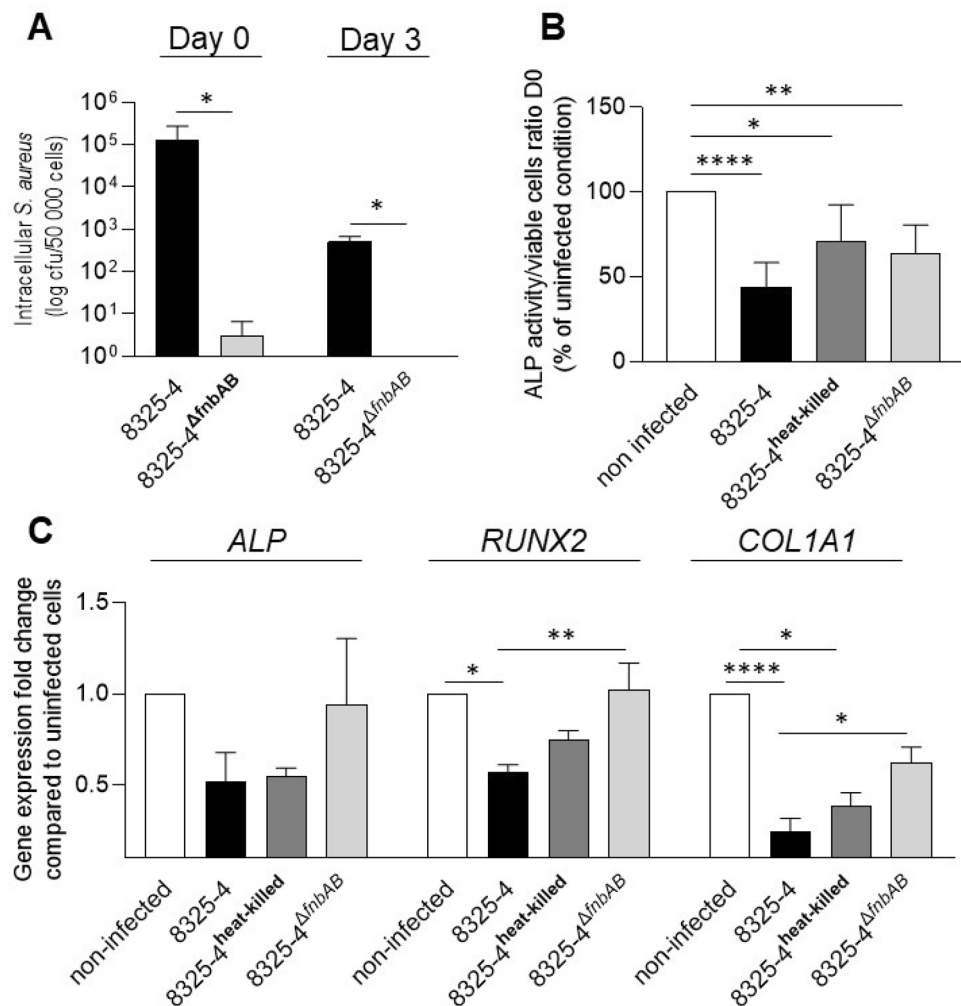 A
Day 0
Day 3
Intracellular S. aureus
(log cfu/50 000 cells)
10⁶
10⁵
10⁴
10³
10²
10¹
10⁰
*
*
8325-4
8325-4ΔfnbAB
8325-4
8325-4ΔfnbAB
B
ALP activity/viable cells ratio D0
(% of uninfected condition)
150
100
50
0
**
*
****
non infected
8325-4
8325-4heat-killed
8325-4ΔfnbAB
C
ALP
RUNX2
COL1A1
Gene expression fold change
compared to uninfected cells
1.5
1.0
0.5
**
*
*
****
*
non-infected
8325-4
8325-4heat-killed
8325-4ΔfnbAB
non-infected
8325-4
8325-4heat-killed
8325-4ΔfnbAB
non-infected
8325-4
8325-4heat-killed
8325-4ΔfnbAB